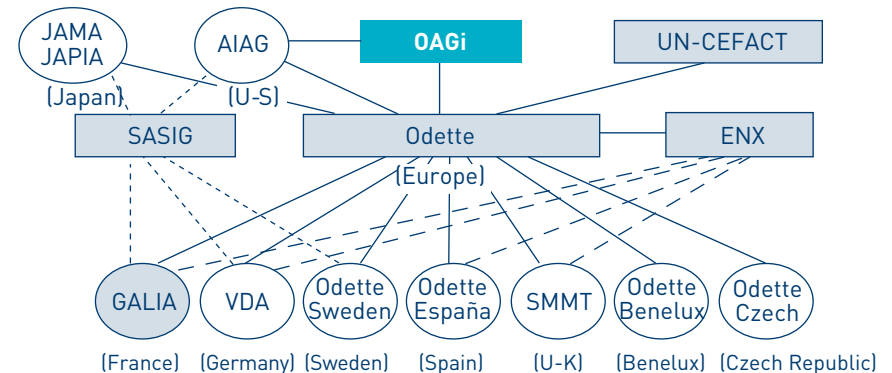 JAMA
JAPIA
AIAG
OAGi
UN-CEFACT
(Japan)
(U-S)
SASIG
Odette
ENX
(Europe)
GALIA
VDA
Odette
Sweden
Odette
España
SMMT
Odette
Benelux
Odette
Czech
(France)
(Germany)
(Sweden)
(Spain)
(U-K)
(Benelux)
(Czech Republic)